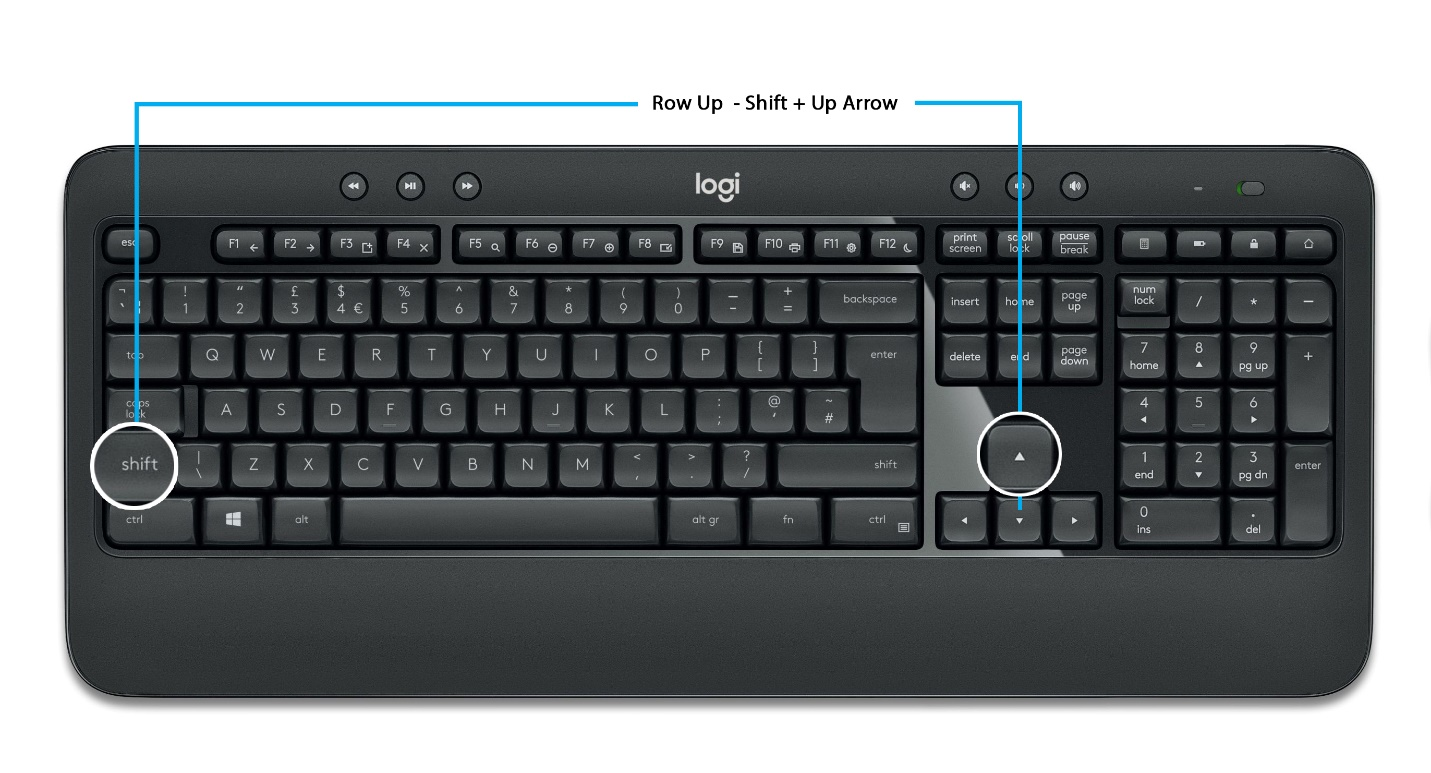 Row Up - Shift + Up Arrow
logi
esc F1 F2 F3 F4 F5 F6 F7 F8 F9 F10 F11 F12 print screen scroll lock pause break
¬ ` ¦ ! 1 “ 2 £ 3 $ 4 € % 5 ^ 6 & 7 * 8 ( 9 ) 0 _ - + = backspace insert home page up num lock / * −
tab Q W E R T Y U I O P { [ } ] enter delete end page down 7 home 8 9 pg up +
caps lock A S D F G H J K L : ; @ ' ~ # 4 5 6
shift | \ Z X C V B N M < , > . ? / shift 1 end 2 3 pg dn enter
ctrl alt alt gr fn ctrl 0 ins . del